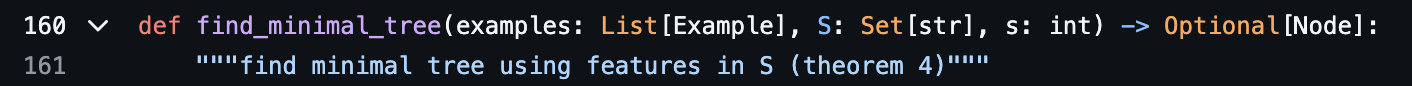 160 def find_minimal_tree(examples: List[Example], S: Set[str], s: int) -> Optional[Node]:
161 """find minimal tree using features in S (theorem 4)"""